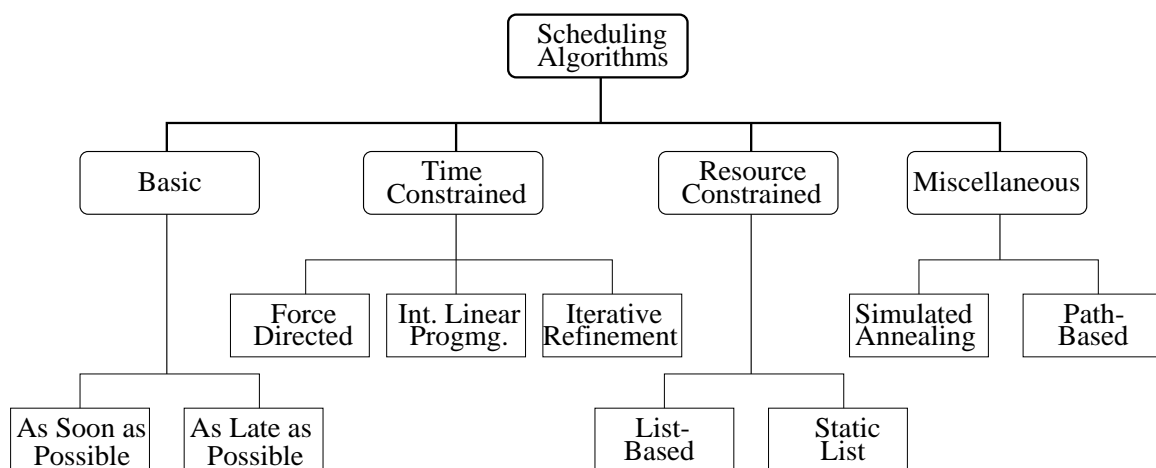 Scheduling
Algorithms
Basic
Time
Constrained
Resource
Constrained
Miscellaneous
Force
Directed
Int. Linear
Progmg.
Iterative
Refinement
Simulated
Annealing
Path-
Based
As Soon as
Possible
As Late as
Possible
List-
Based
Static
List